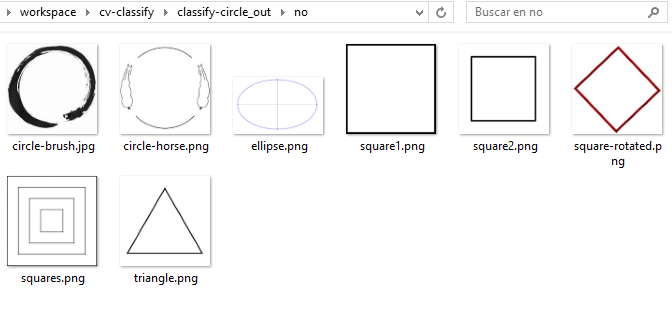 workspace cv-classify classify-circle_out no
Buscar en no
circle-brush.jpg circle-horse.png ellipse.png square1.png square2.png square-rotated.p
ng
squares.png triangle.png